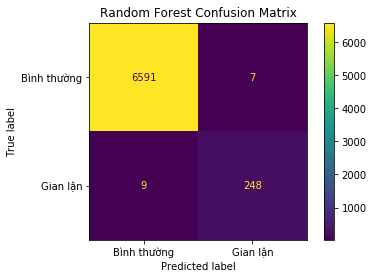 Random Forest Confusion Matrix
Bình thường
Gian lận
True label
6591
7
9
248
Bình thường
Gian lận
Predicted label
6000
5000
4000
3000
2000
1000